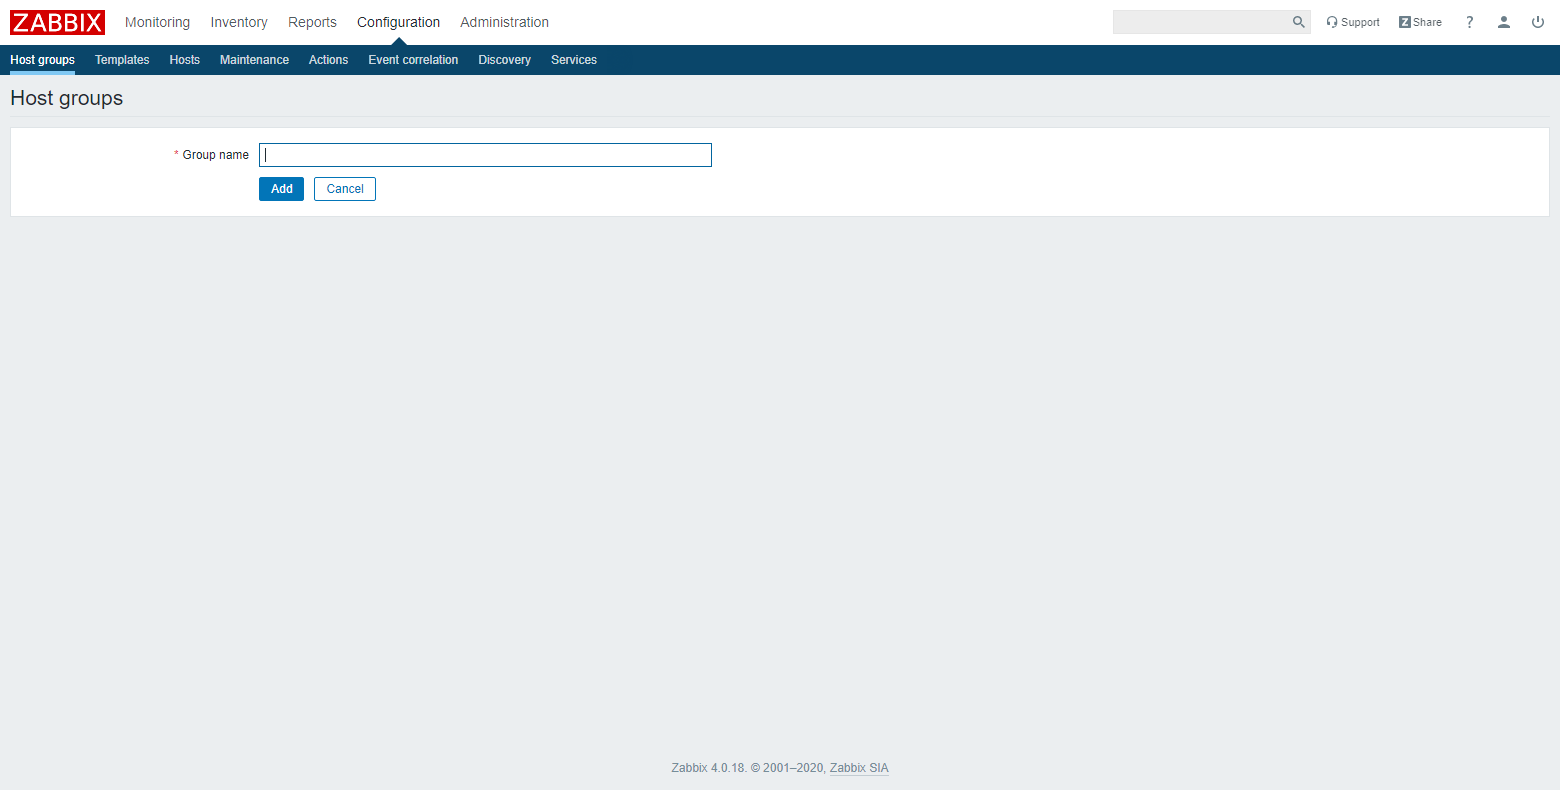 ZABBIX Monitoring Inventory Reports Configuration Administration Support Z Share ?
Host groups Templates Hosts Maintenance Actions Event correlation Discovery Services
Host groups
* Group name
Add Cancel
Zabbix 4.0.18. © 2001–2020, Zabbix SIA